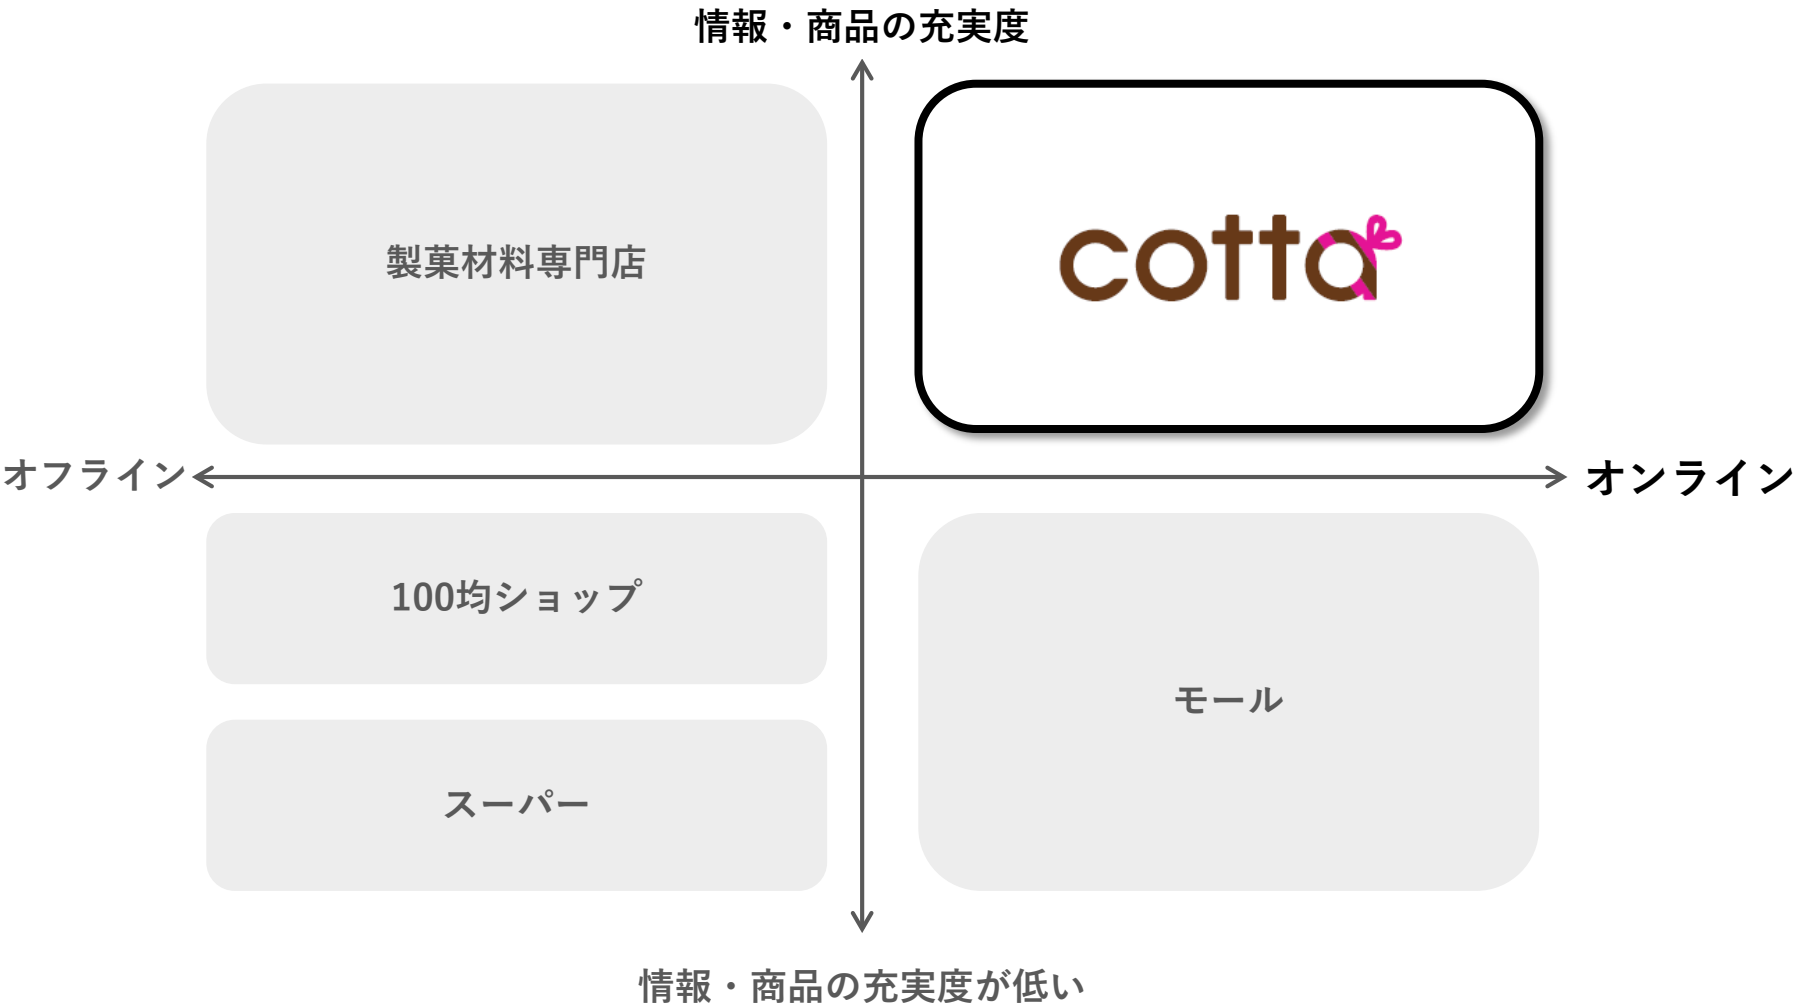 情報・商品の充実度
製菓材料専門店
cotta
オフライン
オンライン
100均ショップ
モール
スーパー
情報・商品の充実度が低い